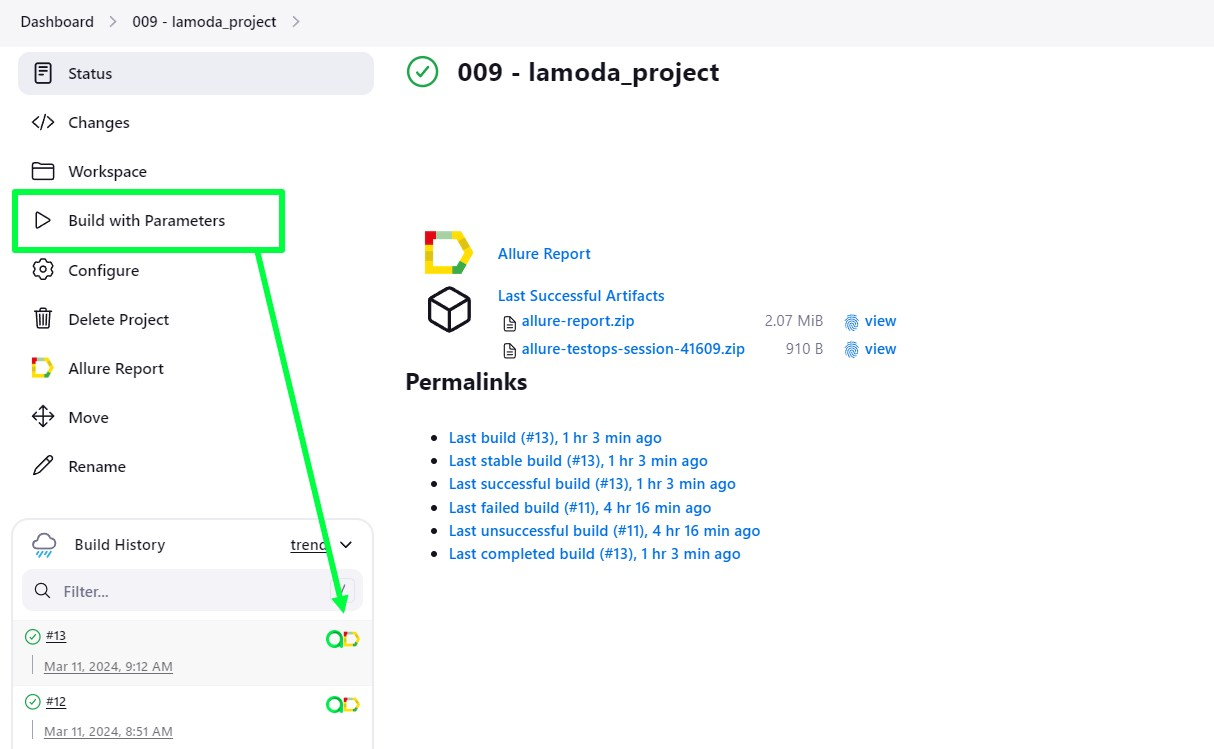 Dashboard > 009 - lamoda_project >
Status
Changes
Workspace
Build with Parameters
Configure
Delete Project
Allure Report
Move
Rename
Build History trend
Filter... /
#13
Mar 11, 2024, 9:12 AM
#12
Mar 11, 2024, 8:51 AM
009 - lamoda_project
Allure Report
Last Successful Artifacts
allure-report.zip 2.07 MiB view
allure-testops-session-41609.zip 910 B view
Permalinks
Last build (#13), 1 hr 3 min ago
Last stable build (#13), 1 hr 3 min ago
Last successful build (#13), 1 hr 3 min ago
Last failed build (#11), 4 hr 16 min ago
Last unsuccessful build (#11), 4 hr 16 min ago
Last completed build (#13), 1 hr 3 min ago